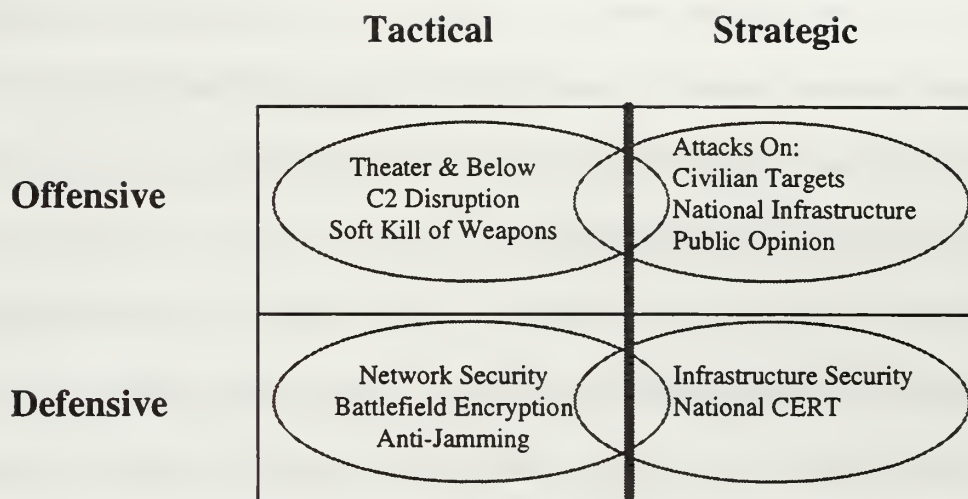 Tactical
Strategic
Offensive
Theater & Below
C2 Disruption
Soft Kill of Weapons
Attacks On:
Civilian Targets
National Infrastructure
Public Opinion
Defensive
Network Security
Battlefield Encryption
Anti-Jamming
Infrastructure Security
National CERT